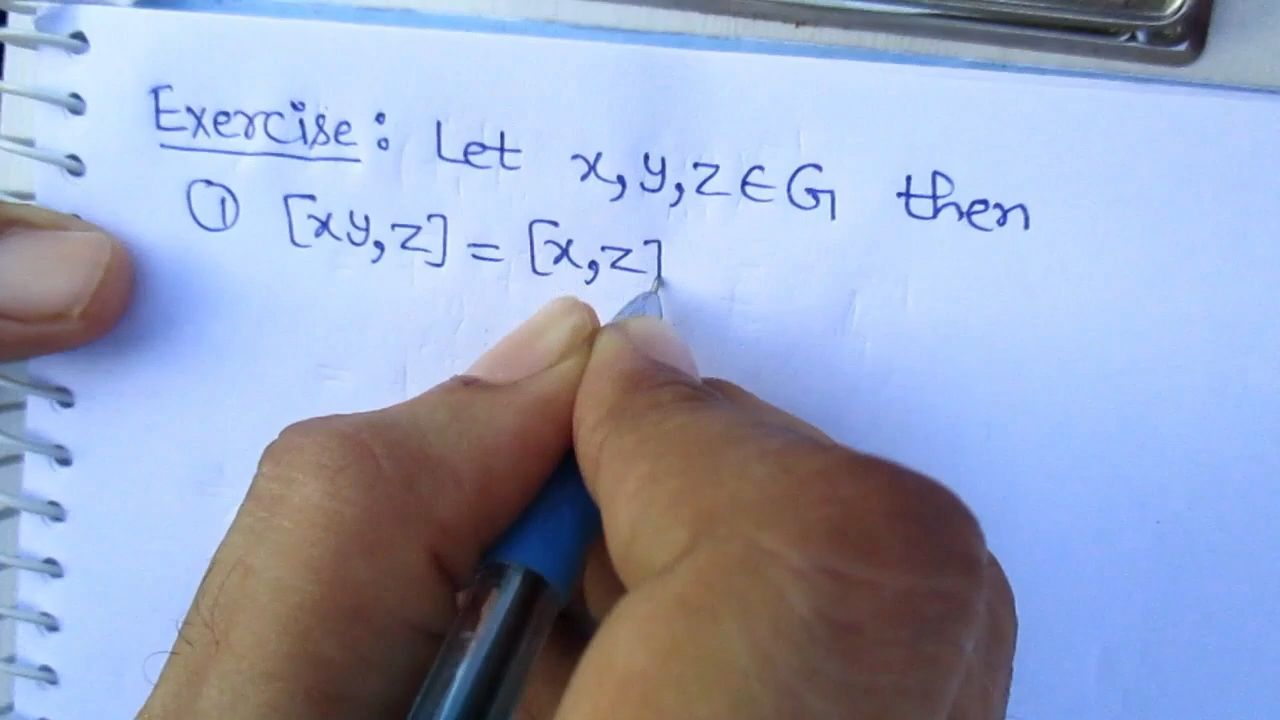 Exercise: Let x,y,z∈G then
① [xy,z] = [x,z]